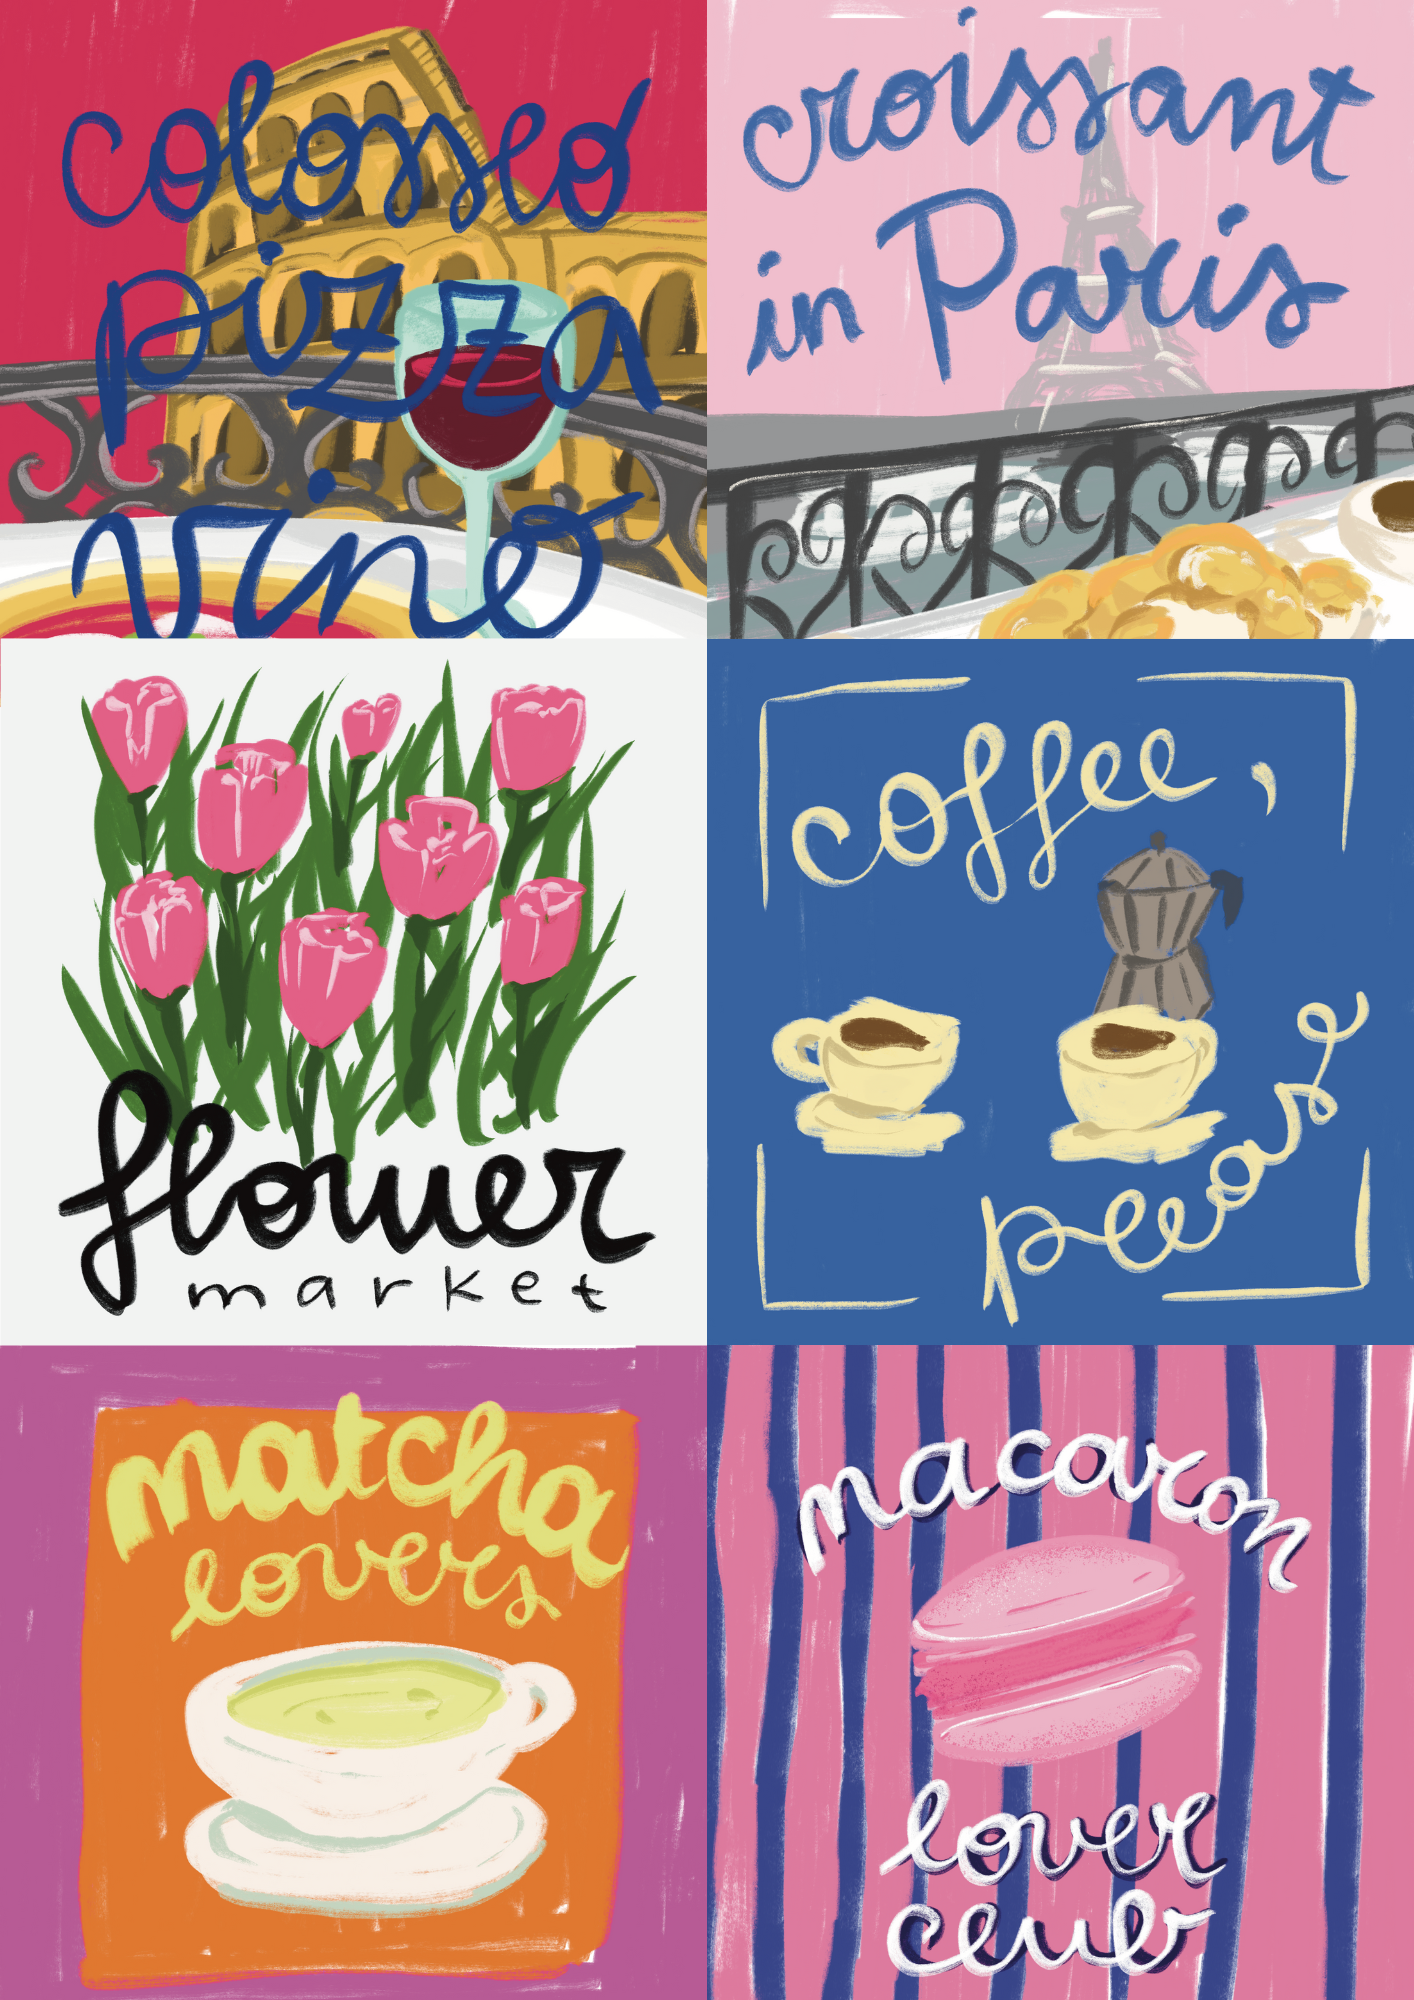 colosseo
pizza
vino
croissant
in Paris
flower
market
coffee,
please
matcha
lovers
macaron
lover
club